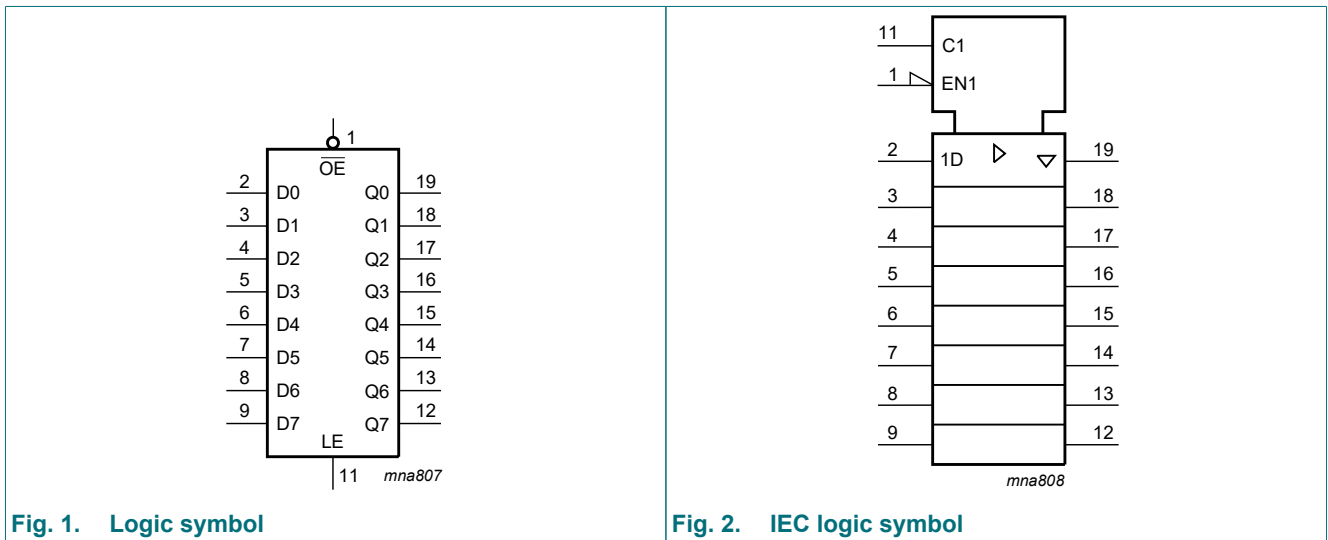 1
OE
2 D0 Q0 19
3 D1 Q1 18
4 D2 Q2 17
5 D3 Q3 16
6 D4 Q4 15
7 D5 Q5 14
8 D6 Q6 13
9 D7 Q7 12
LE
11 mna807
Fig. 1. Logic symbol
11 C1
1 EN1
2 1D 19
3 18
4 17
5 16
6 15
7 14
8 13
9 12
mna808
Fig. 2. IEC logic symbol